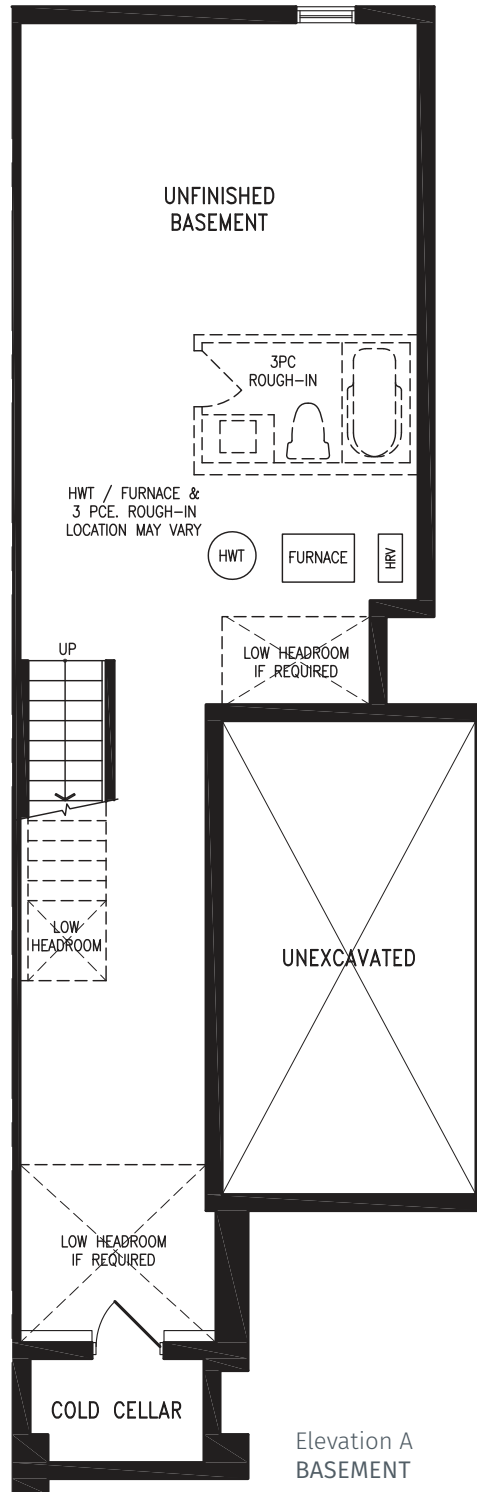 UNFINISHED
BASEMENT
3PC
ROUGH-IN
HWT / FURNACE &
3 PCE. ROUGH-IN
LOCATION MAY VARY
HWT
FURNACE
HRV
LOW HEADROOM
IF REQUIRED
UP
LOW
HEADROOM
UNEXCAVATED
LOW HEADROOM
IF REQUIRED
COLD CELLAR
Elevation A
BASEMENT